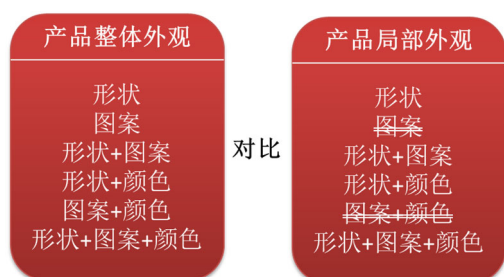 产品整体外观
形状
图案
形状+图案
形状+颜色
图案+颜色
形状+图案+颜色
对比
产品局部外观
形状
图案
形状+图案
形状+颜色
图案+颜色
形状+图案+颜色